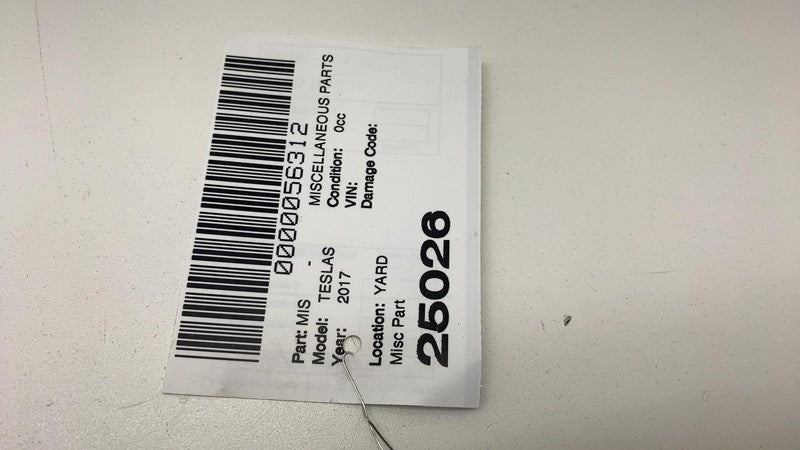 0000056312
Part: MIS - MISCELLANEOUS PARTS
Model: TESLAS Condition: 0cc
Year: 2017 VIN:
Damage Code:
Location: YARD
Misc Part
25026